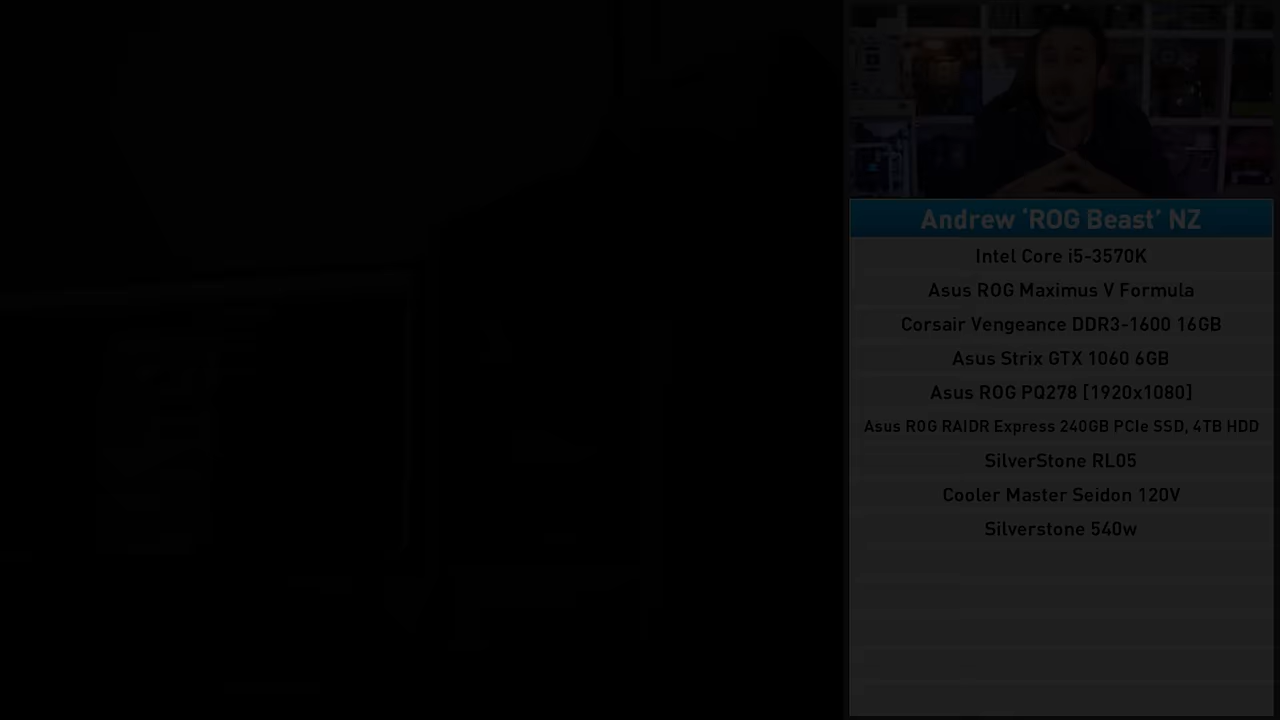 Andrew 'ROG Beast' NZ
Intel Core i5-3570K
Asus ROG Maximus V Formula
Corsair Vengeance DDR3-1600 16GB
Asus Strix GTX 1060 6GB
Asus ROG PQ278 [1920x1080]
Asus ROG RAIDR Express 240GB PCIe SSD, 4TB HDD
SilverStone RL05
Cooler Master Seidon 120V
Silverstone 540w